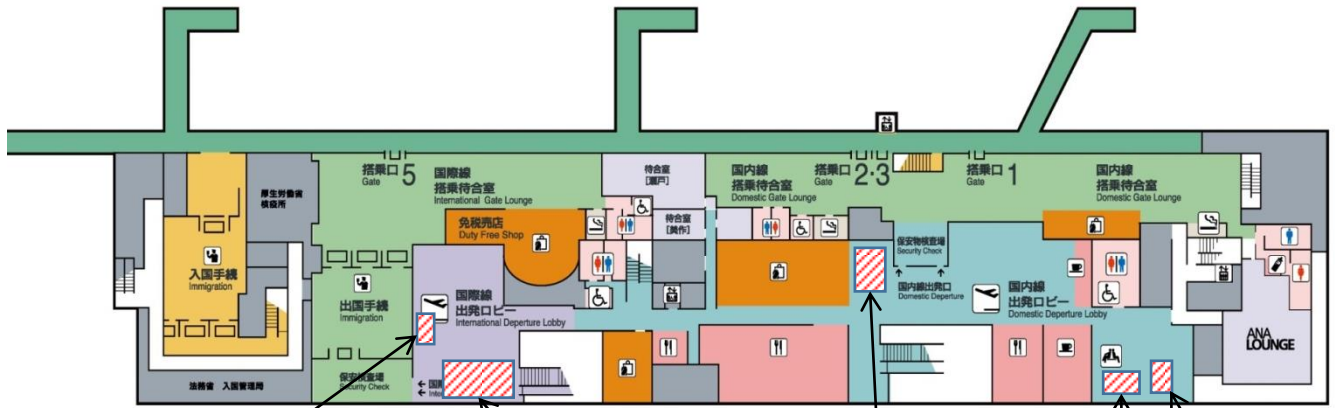 厚生労働省
検疫所
入国手続
Immigration
法務省 入国管理局
搭乗口
Gate
5
国際線
搭乗待合室
International Gate Lounge
免税売店
Duty Free Shop
出国手続
Immigration
保安検査場
Security Check
国際線
出発ロビー
International Departure Lobby
待合室
[瀬戸]
待合室
[美作]
国内線
搭乗待合室
Domestic Gate Lounge
搭乗口
Gate
2·3
搭乗口
Gate
1
国内線
搭乗待合室
Domestic Gate Lounge
保安物検査場
Security Check
国内線出発口
Domestic Departure
国内線
出発ロビー
Domestic Departure Lobby
ANA
LOUNGE